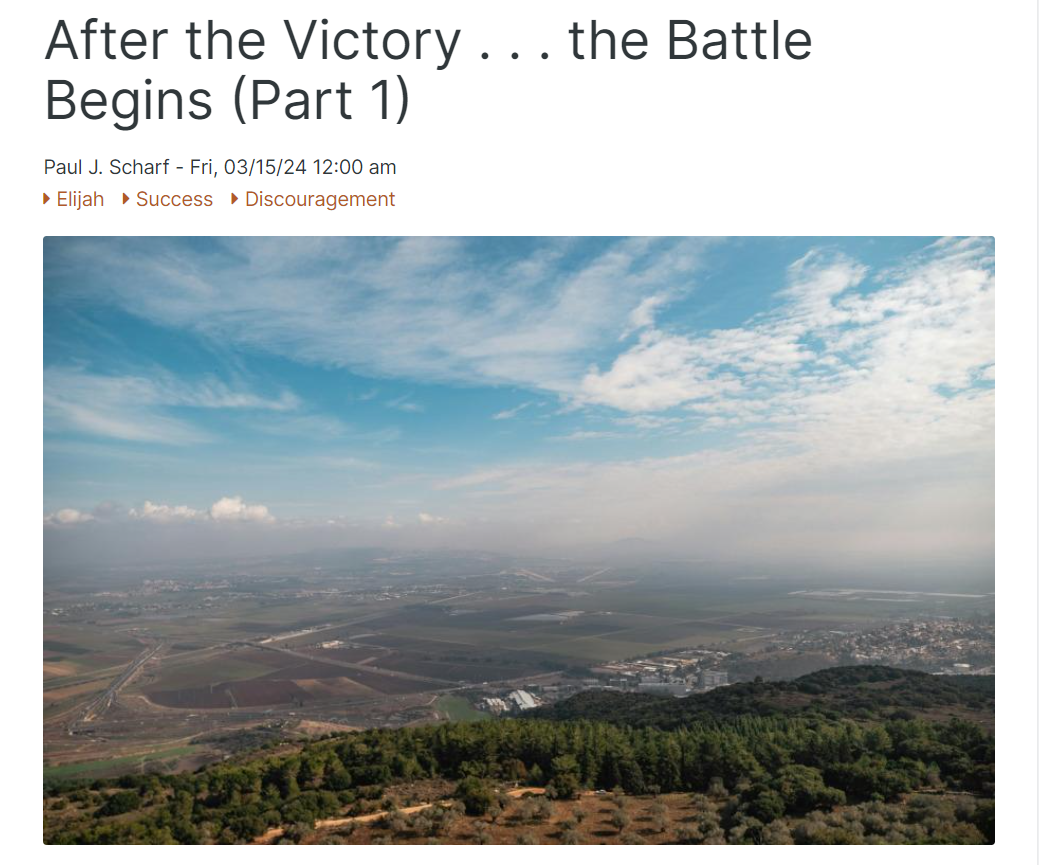 After the Victory . . . the Battle
Begins (Part 1)
Paul J. Scharf - Fri, 03/15/24 12:00 am
Elijah Success Discouragement